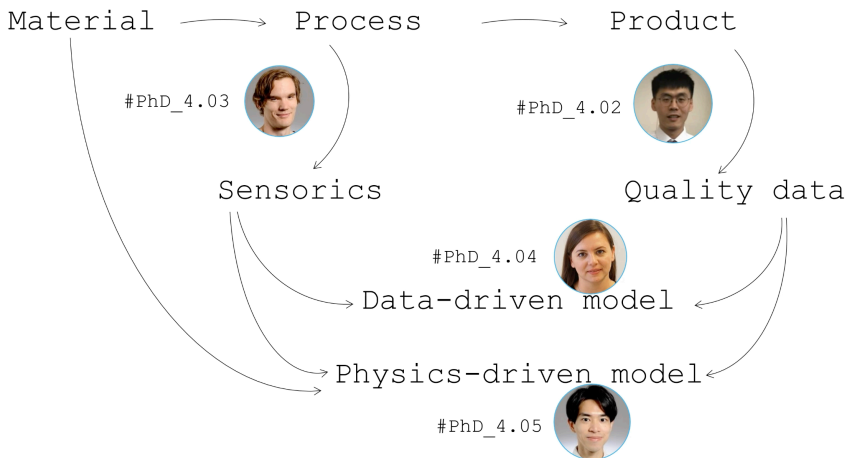 Material Process Product
#PhD_4.03 #PhD_4.02
Sensorics Quality data
#PhD_4.04
Data-driven model
Physics-driven model
#PhD_4.05